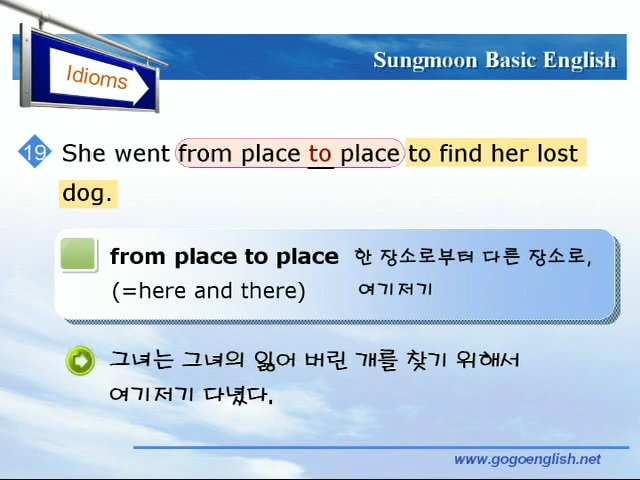 Idioms
Sungmoon Basic English
19 She went from place to place to find her lost
dog.
from place to place 한 장소로부터 다른 장소로,
(=here and there) 여기저기
그녀는 그녀의 잃어 버린 개를 찾기 위해서
여기저기 다녔다.
www.gogoenglish.net